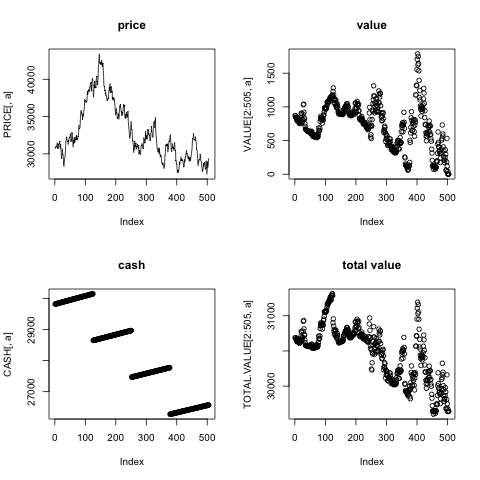 price
PRICE[, a]
30000 35000 40000
0 100 200 300 400 500
Index
value
VALUE[2:505, a]
0 500 1000 1500
0 100 200 300 400 500
Index
cash
CASH[, a]
27000 29000
0 100 200 300 400 500
Index
total value
TOTAL.VALUE[2:505, a]
30000 31000
0 100 200 300 400 500
Index